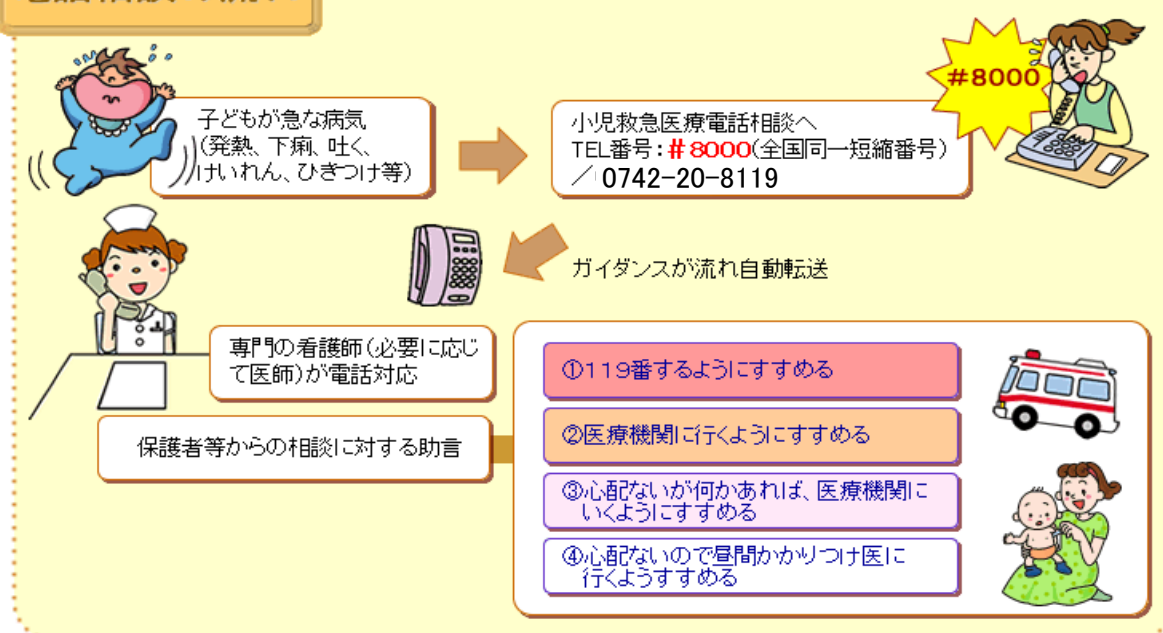 子どもが急な病気
(発熱、下痢、吐く、
けいれん、ひきつけ等)
小児救急医療電話相談へ
TEL番号：＃8000(全国同一短縮番号)
／ 0742-20-8119
#8000
ガイダンスが流れ自動転送
専門の看護師(必要に応じ
て医師)が電話対応
保護者等からの相談に対する助言
①119番するようにすすめる
②医療機関に行くようにすすめる
③心配ないが何かあれば、医療機関に
いくようにすすめる
④心配ないので昼間かかりつけ医に
行くようすすめる